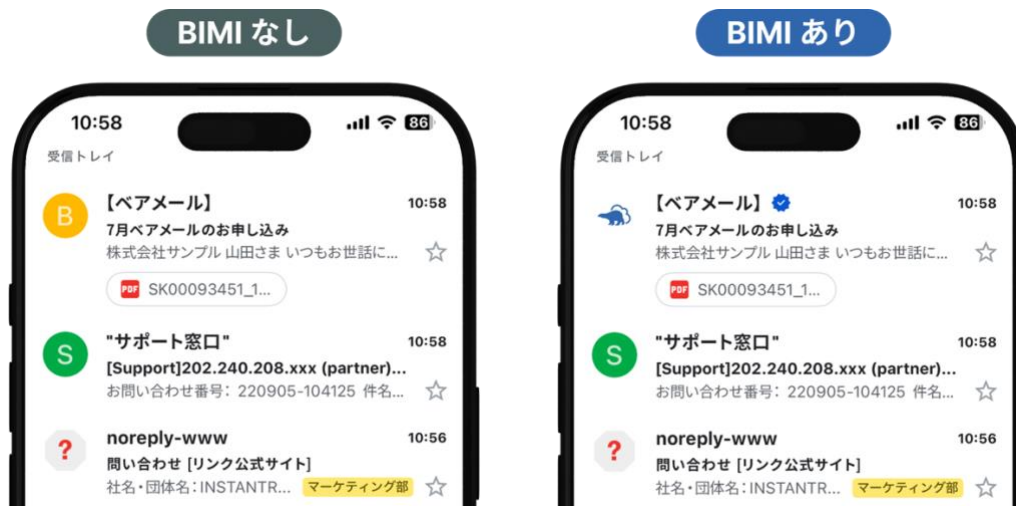 BIMI なし
10:58
86
受信トレイ
B
【ベアメール】
10:58
7月ベアメールのお申し込み
株式会社サンプル 山田さま いつもお世話に...
PDF
SK00093451_1...
S
"サポート窓口"
10:58
[Support]202.240.208.xxx (partner)...
お問い合わせ番号: 220905-104125 件名...
?
noreply-www
10:56
問い合わせ [リンク公式サイト]
社名・団体名：INSTANTR...
マーケティング部
BIMI あり
10:58
86
受信トレイ
【ベアメール】
10:58
7月ベアメールのお申し込み
株式会社サンプル 山田さま いつもお世話に...
PDF
SK00093451_1...
S
"サポート窓口"
10:58
[Support]202.240.208.xxx (partner)...
お問い合わせ番号: 220905-104125 件名...
?
noreply-www
10:56
問い合わせ [リンク公式サイト]
社名・団体名：INSTANTR...
マーケティング部